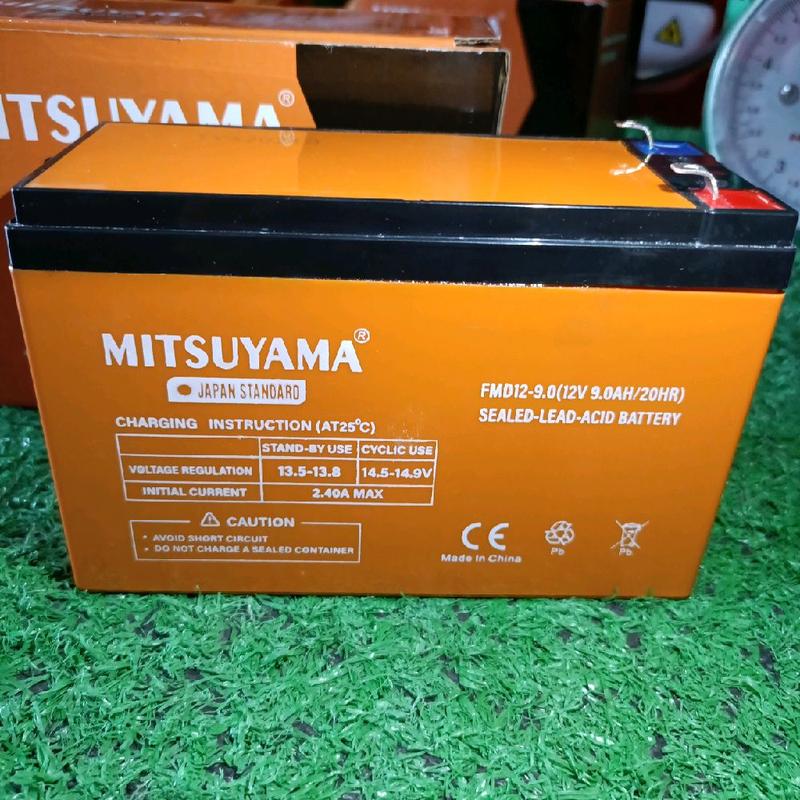 MITSUYAMA®
MITSUYAMA®
JAPAN STANDARD
FMD12-9.0(12V 9.0AH/20HR)
SEALED-LEAD-ACID BATTERY
CHARGING INSTRUCTION (AT25°C)
STAND-BY USE CYCLIC USE
VOLTAGE REGULATION 13.5-13.8 14.5-14.9V
INITIAL CURRENT 2.40A MAX
CAUTION
• AVOID SHORT CIRCUIT
• DO NOT CHARGE A SEALED CONTAINER
CE
Made In China
Pb
Pb